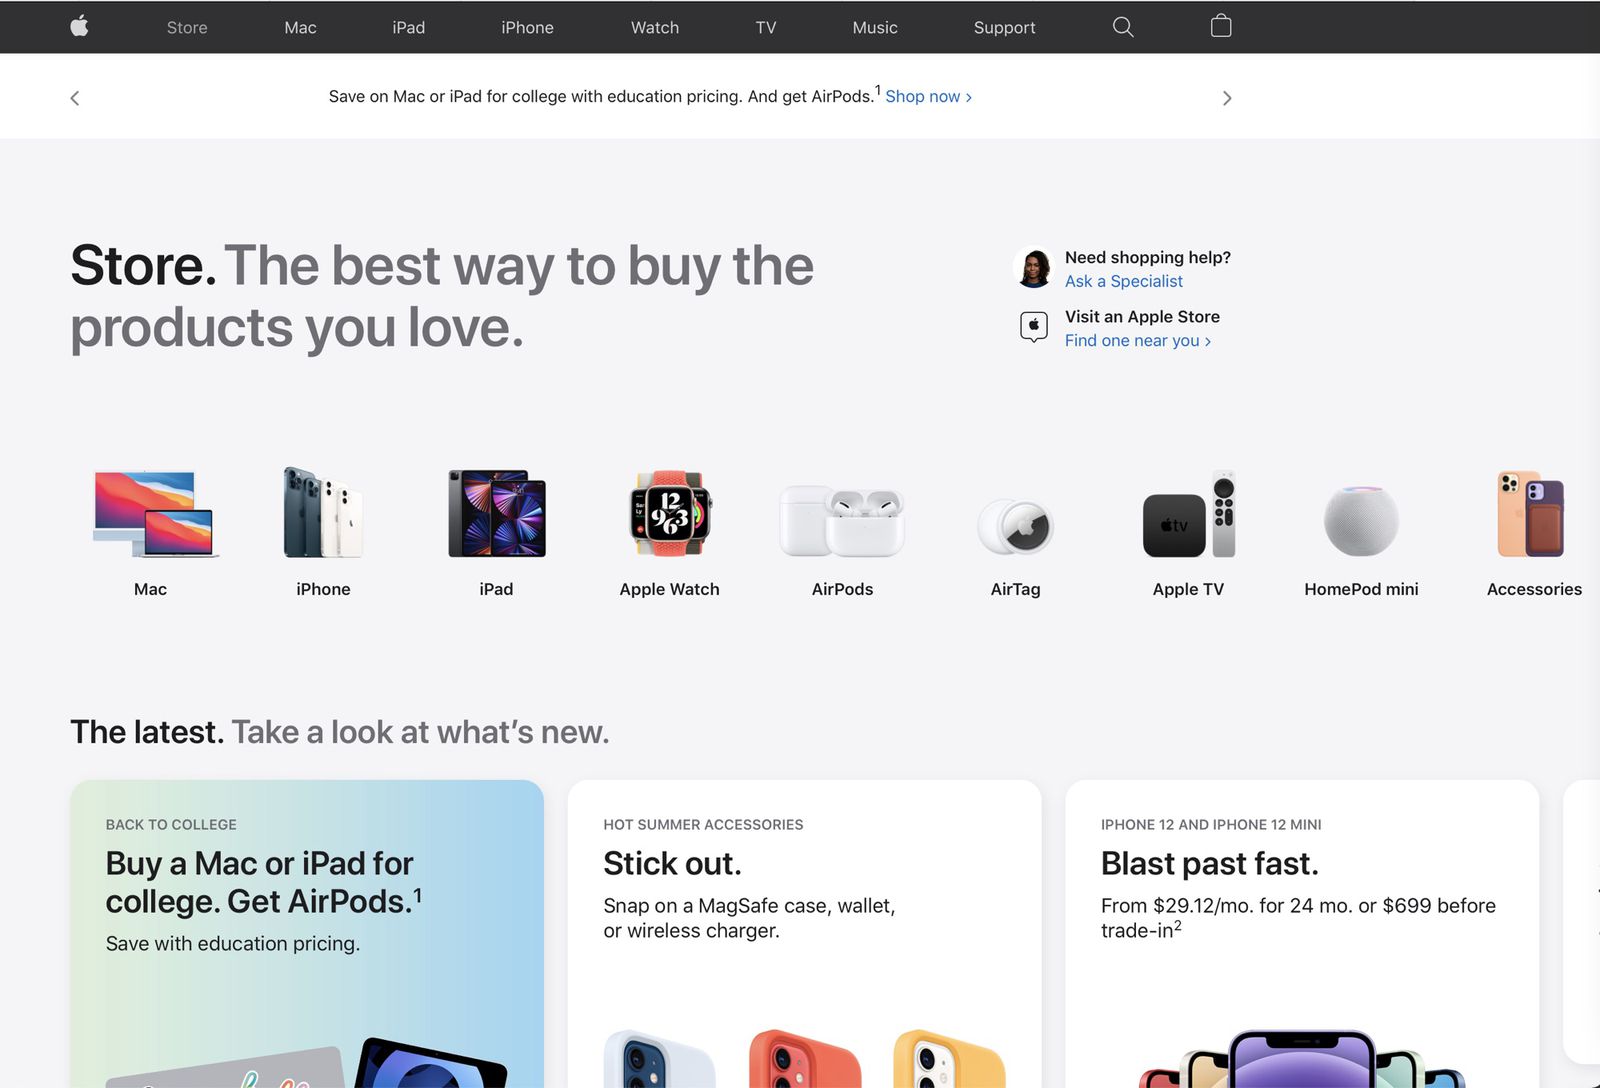 Store
Mac
iPad
iPhone
Watch
TV
Music
Support
Save on Mac or iPad for college with education pricing. And get AirPods.¹ Shop now ›
Store. The best way to buy the
products you love.
Need shopping help?
Ask a Specialist
Visit an Apple Store
Find one near you ›
tv
Mac
iPhone
iPad
Apple Watch
AirPods
AirTag
Apple TV
HomePod mini
Accessories
The latest. Take a look at what’s new.
BACK TO COLLEGE
Buy a Mac or iPad for
college. Get AirPods.¹
Save with education pricing.
HOT SUMMER ACCESSORIES
Stick out.
Snap on a MagSafe case, wallet,
or wireless charger.
IPHONE 12 AND IPHONE 12 MINI
Blast past fast.
From $29.12/mo. for 24 mo. or $699 before
trade-in²